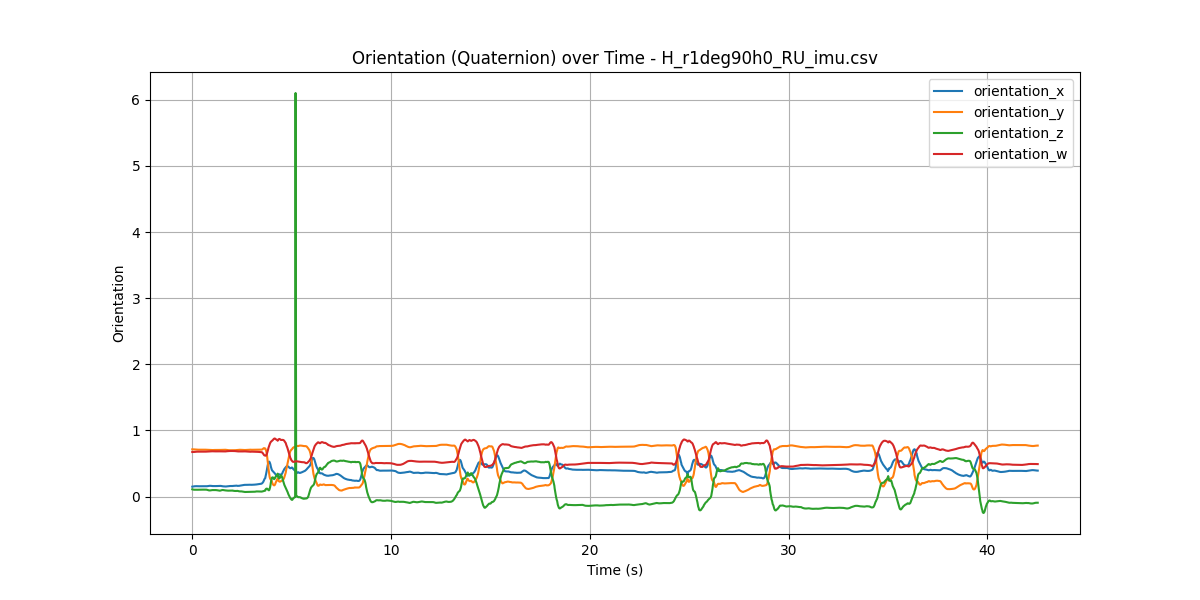 Orientation (Quaternion) over Time - H_r1deg90h0_RU_imu.csv
orientation_x
orientation_y
orientation_z
orientation_w
Orientation
6
5
4
3
2
1
0
0 10 20 30 40
Time (s)